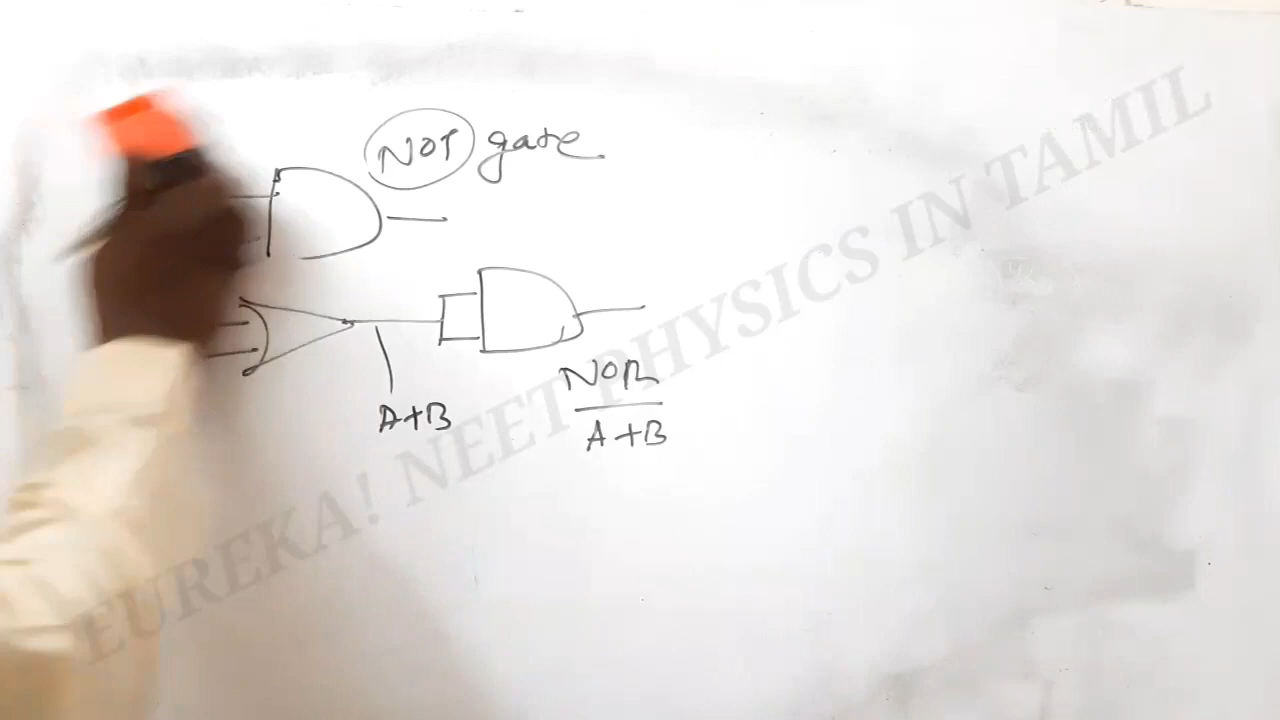 NOT gate
A+B
NOR
A+B
EUREKA! NEET PHYSICS IN TAMIL